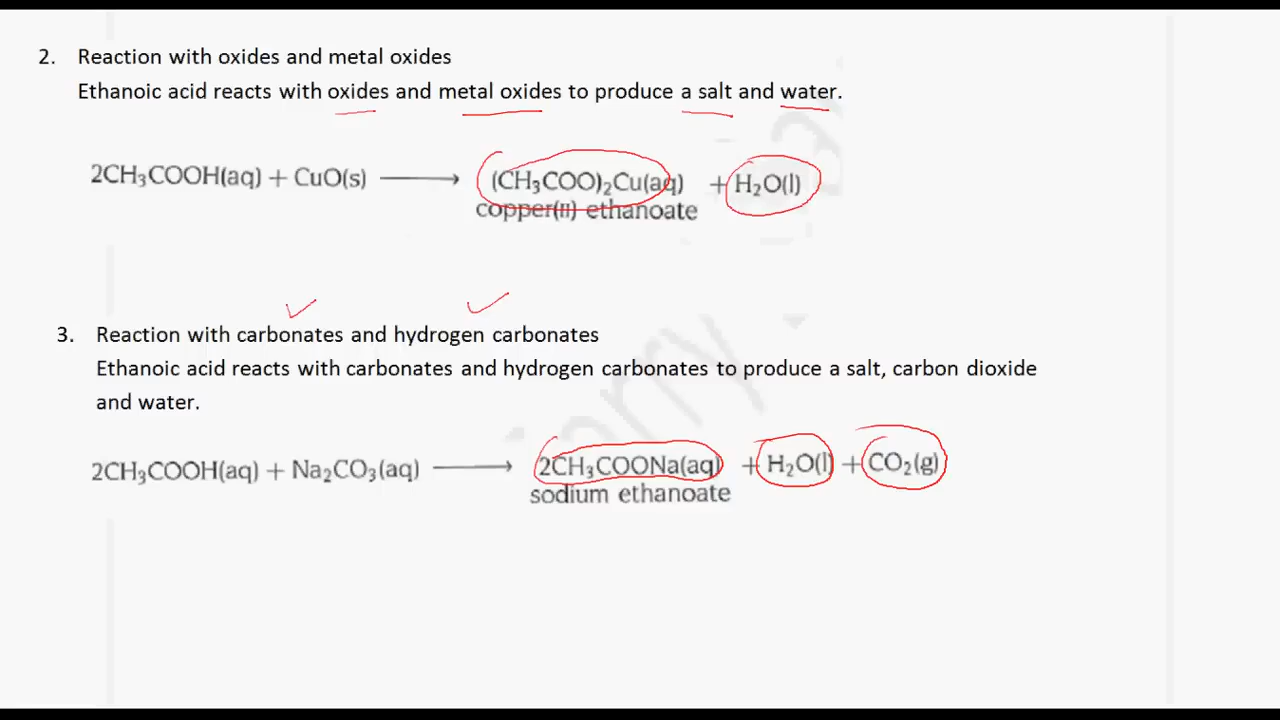 2. Reaction with oxides and metal oxides
Ethanoic acid reacts with oxides and metal oxides to produce a salt and water.
2CH₃COOH(aq) + CuO(s) ⟶ (CH₃COO)₂Cu(aq) + H₂O(l)
copper(II) ethanoate
3. Reaction with carbonates and hydrogen carbonates
Ethanoic acid reacts with carbonates and hydrogen carbonates to produce a salt, carbon dioxide
and water.
2CH₃COOH(aq) + Na₂CO₃(aq) ⟶ 2CH₃COONa(aq) + H₂O(l) + CO₂(g)
sodium ethanoate